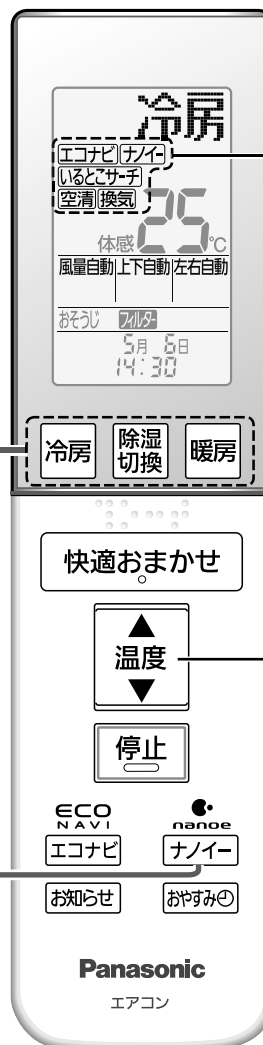 冷房
エコナビ ナノイー
いるとこサーチ
空清 換気
体感 25℃
風量自動 上下自動 左右自動
おそうじ フィルター
5月 6日
14:30
冷房 除湿切換 暖房
快適おまかせ
温度
停止
ECO NAVI nanoe
エコナビ ナノイー
お知らせ おやすみ
Panasonic
エアコン